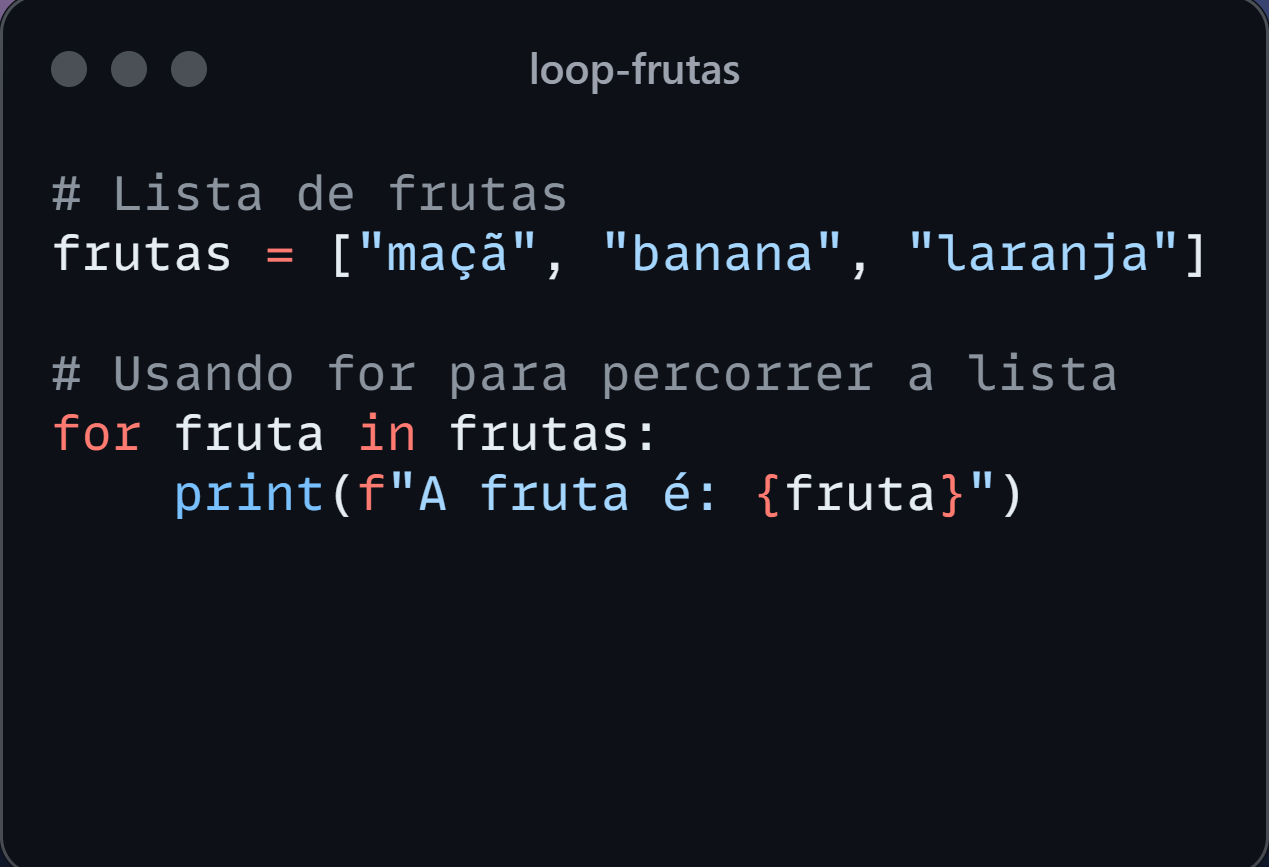 loop-frutas
# Lista de frutas
frutas = ["maçã", "banana", "laranja"]
# Usando for para percorrer a lista
for fruta in frutas:
    print(f"A fruta é: {fruta}")